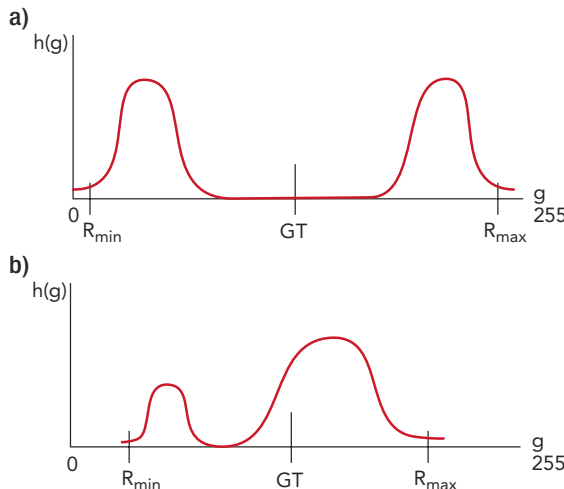 a)
h(g)
0
R_min
GT
R_max
g
255
b)
h(g)
0
R_min
GT
R_max
g
255